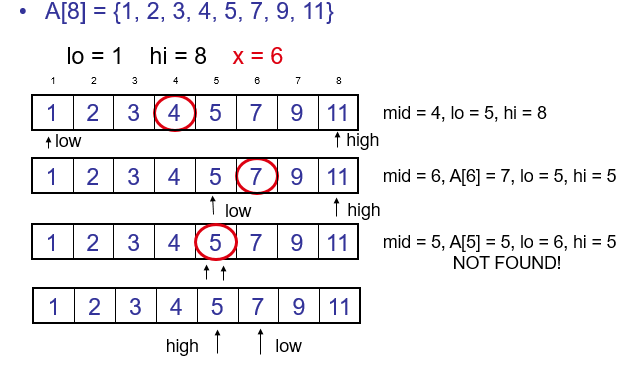 • A[8] = {1, 2, 3, 4, 5, 7, 9, 11}
lo = 1 hi = 8 x = 6
1 2 3 4 5 6 7 8
1 2 3 4 5 7 9 11 mid = 4, lo = 5, hi = 8
low high
1 2 3 4 5 7 9 11 mid = 6, A[6] = 7, lo = 5, hi = 5
low high
1 2 3 4 5 7 9 11 mid = 5, A[5] = 5, lo = 6, hi = 5
NOT FOUND!
1 2 3 4 5 7 9 11
high low